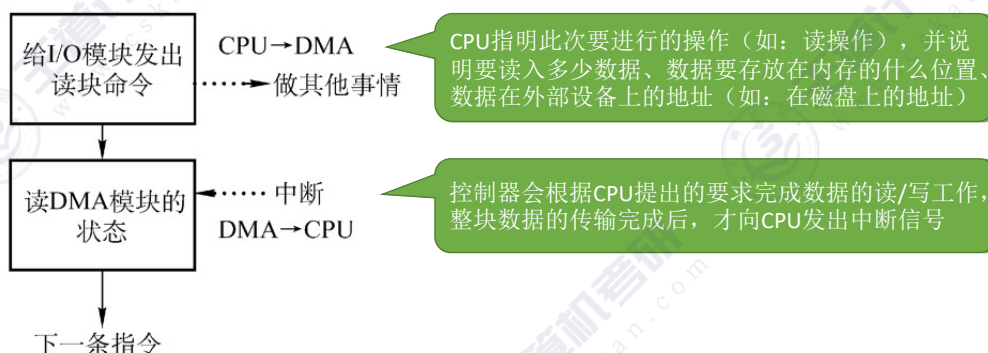 给I/O模块发出
读块命令
CPU→DMA
做其他事情
CPU指明此次要进行的操作（如：读操作），并说
明要读入多少数据、数据要存放在内存的什么位置、
数据在外部设备上的地址（如：在磁盘上的地址）
读DMA模块的
状态
中断
DMA→CPU
控制器会根据CPU提出的要求完成数据的读/写工作，
整块数据的传输完成后，才向CPU发出中断信号
下一条指令